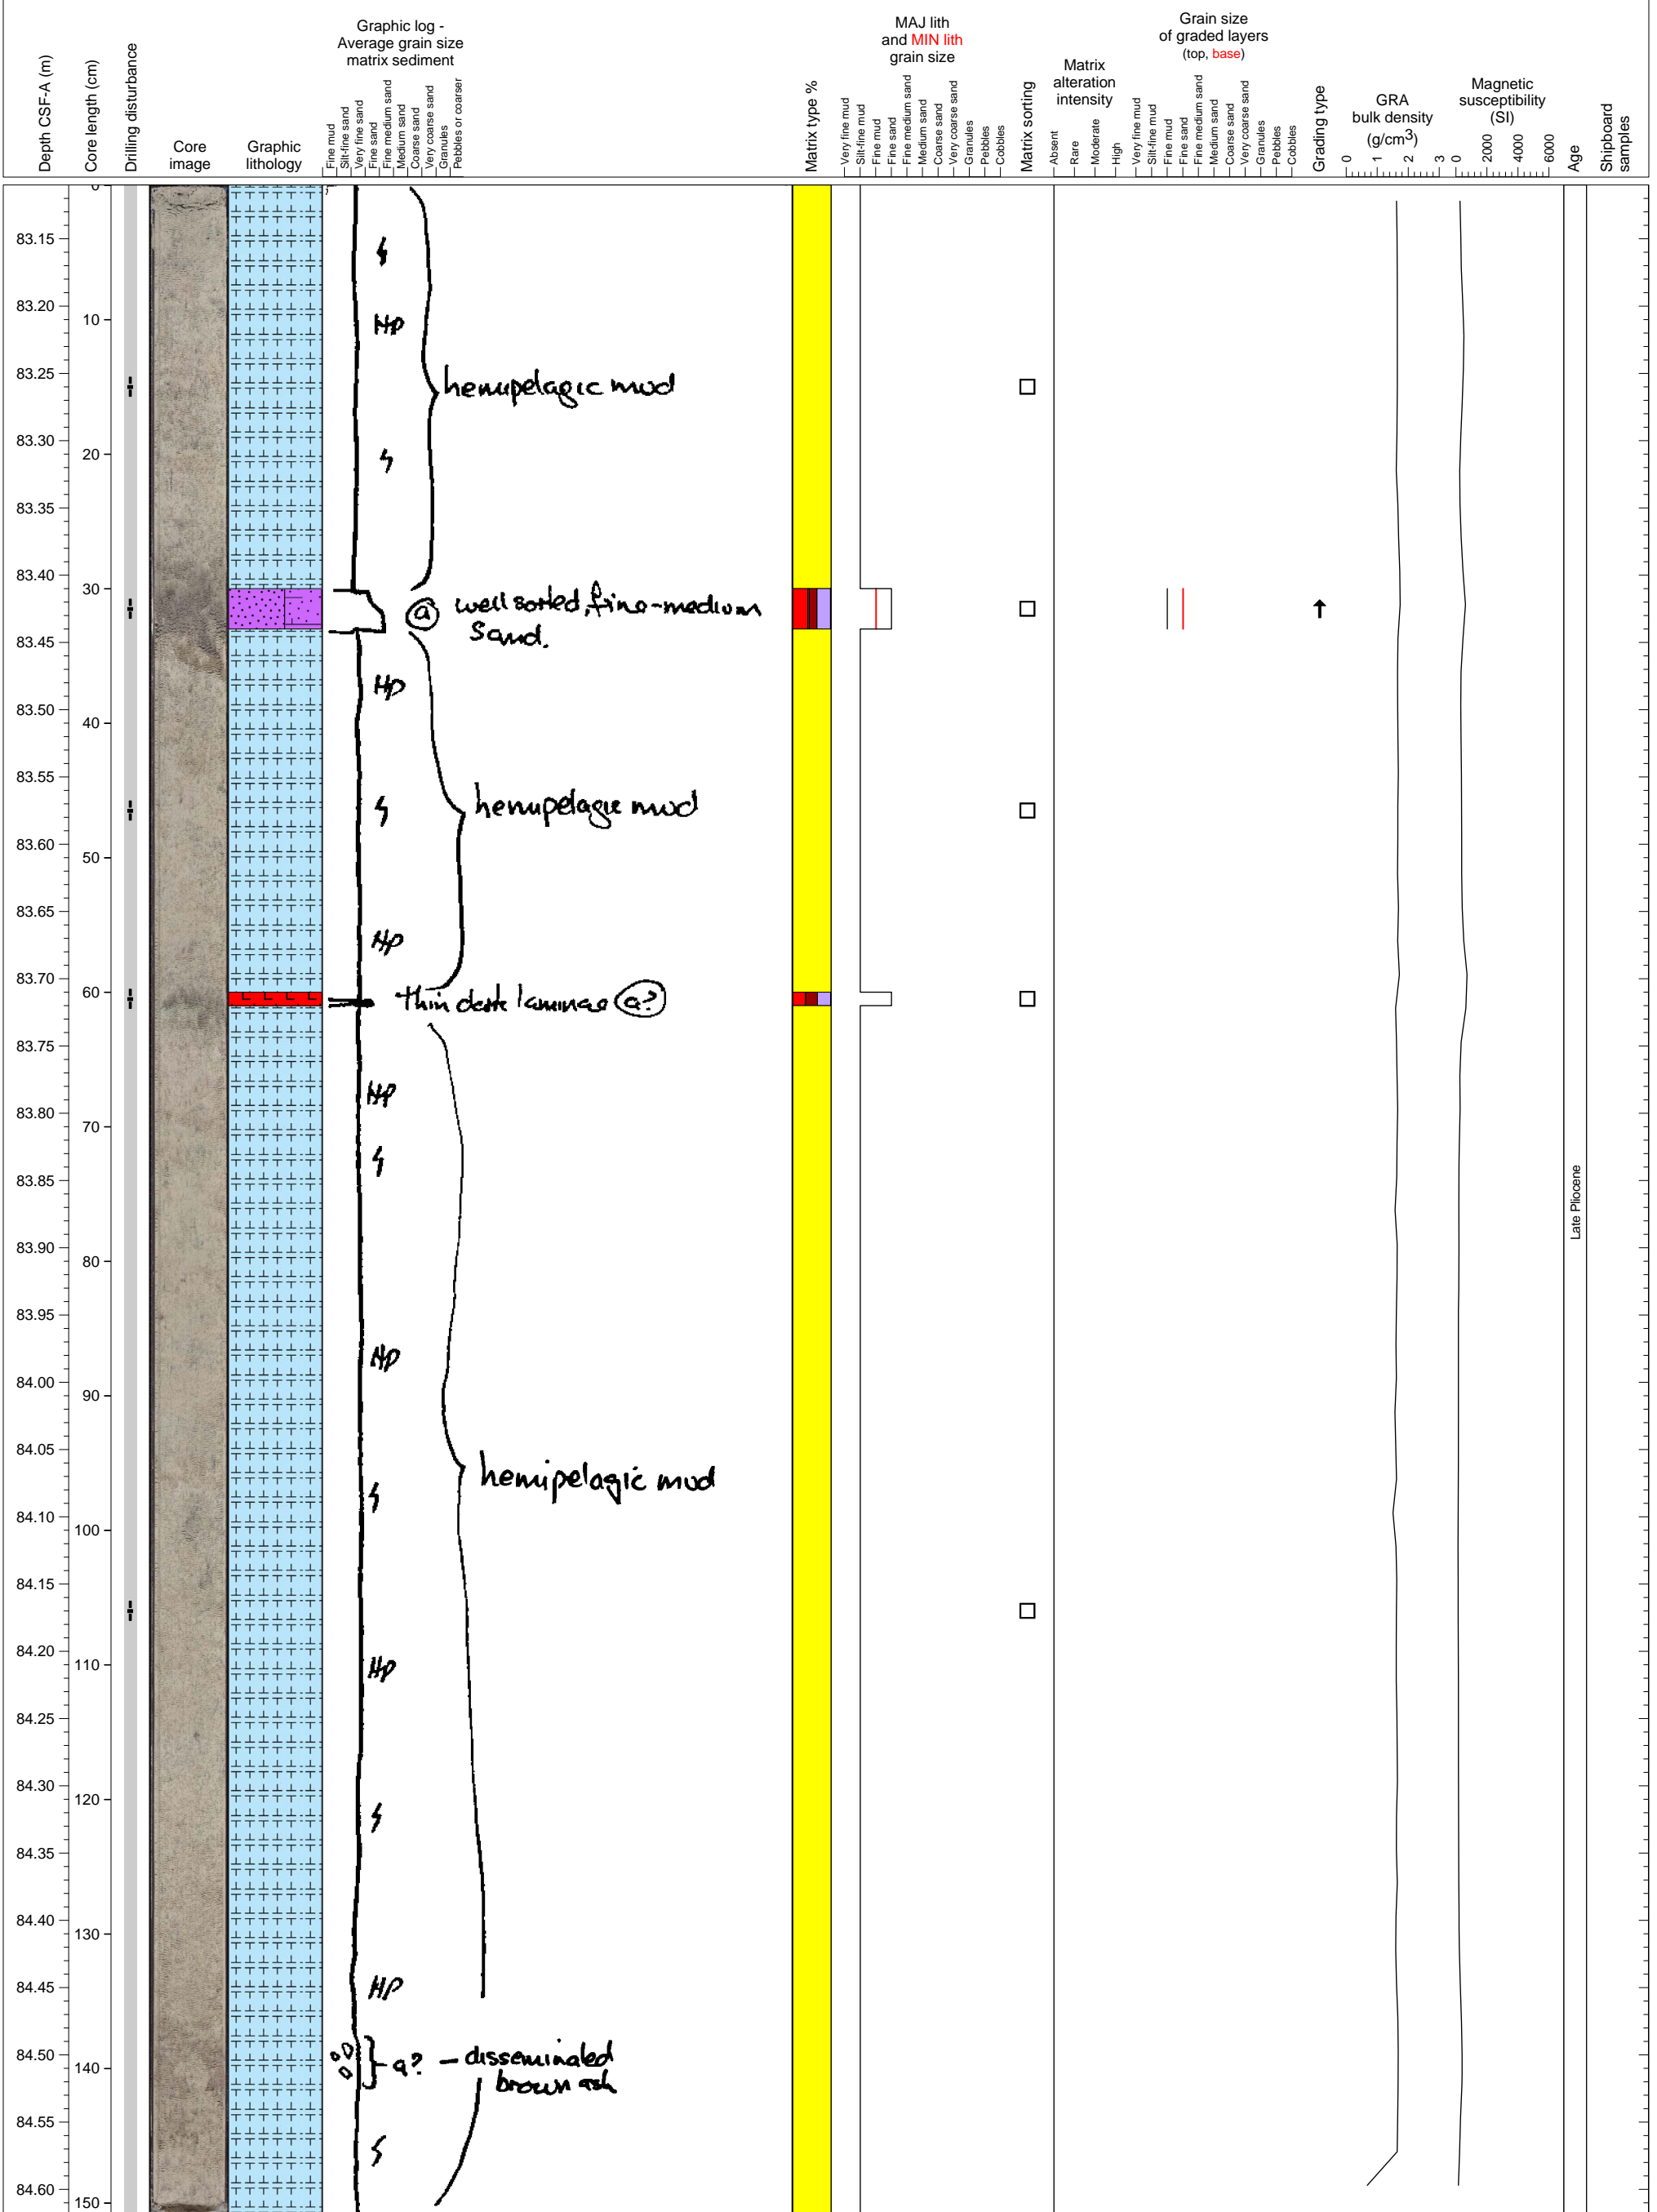 Depth CSF-A (m)
Core length (cm)
Drilling disturbance
Core
image
Graphic
lithology
Graphic log -
Average grain size
matrix sediment
Fine mud
Silt-fine sand
Very fine sand
Fine sand
Fine medium sand
Medium sand
Coarse sand
Very coarse sand
Granules
Pebbles or coarser
Matrix type %
MAJ lith
and MIN lith
grain size
Very fine mud
Silt-fine mud
Fine mud
Fine sand
Fine medium sand
Medium sand
Coarse sand
Very coarse sand
Granules
Pebbles
Cobbles
Matrix sorting
Matrix
alteration
intensity
Absent
Rare
Moderate
High
Grain size
of graded layers
(top, base)
Very fine mud
Silt-fine mud
Fine mud
Fine sand
Fine medium sand
Medium sand
Coarse sand
Very coarse sand
Granules
Pebbles
Cobbles
Grading type
GRA
bulk density
(g/cm3)
0 1 2 3
Magnetic
susceptibility
(SI)
0 2000 4000 6000
Age
Shipboard
samples
0
83.15
83.20
10
HP
83.25
hemipelagic mud
83.30
20
83.35
83.40
30
a well sorted, fine-medium
sand.
83.45
HP
83.50
40
83.55
hemipelagic mud
83.60
50
83.65
HP
83.70
60
thin dark laminae a?
83.75
HP
83.80
70
83.85
Late Pliocene
83.90
80
83.95
HP
84.00
90
84.05
hemipelagic mud
84.10
100
84.15
84.20
110
HP
84.25
84.30
120
84.35
84.40
130
84.45
HP
84.50
140
a? - disseminated
brown ash
84.55
84.60
150